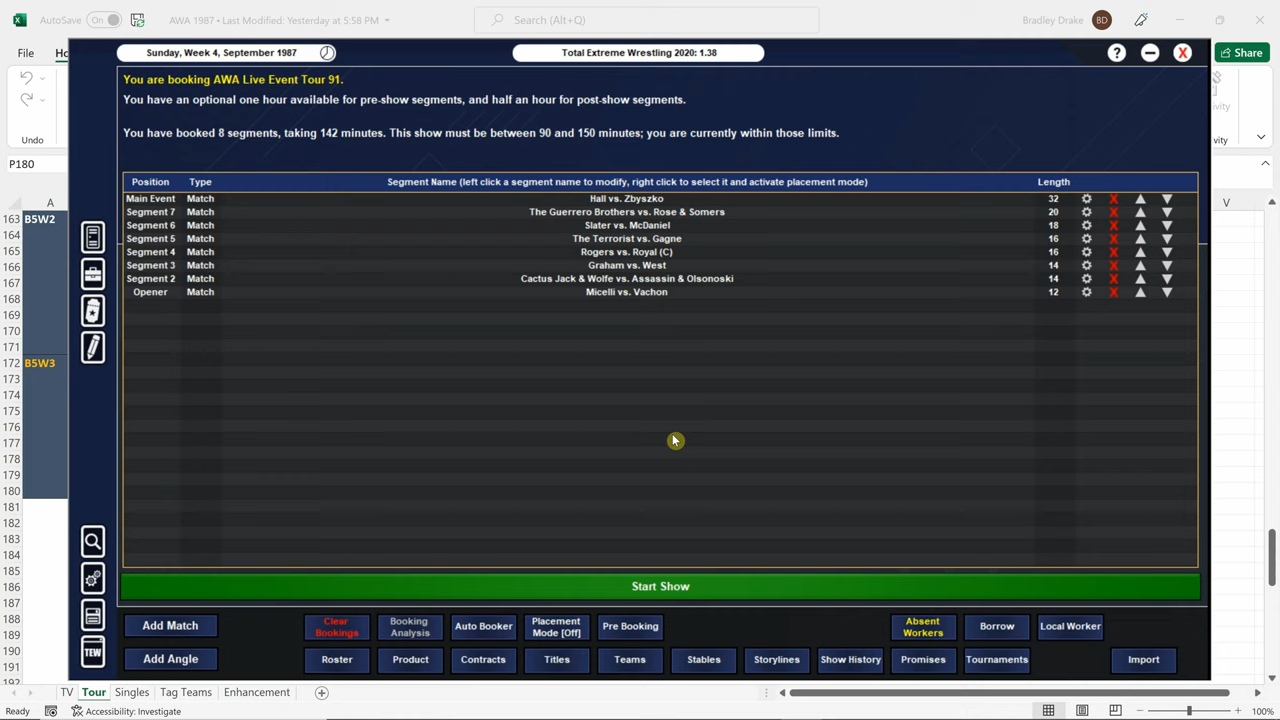 AutoSave Off AWA 1987 • Last Modified: Yesterday at 5:58 PM Search (Alt+Q) Bradley Drake BD
File Ho Share
Sunday, Week 4, September 1987 Total Extreme Wrestling 2020: 1.38 ? X
You are booking AWA Live Event Tour 91.
You have an optional one hour available for pre-show segments, and half an hour for post-show segments.
You have booked 8 segments, taking 142 minutes. This show must be between 90 and 150 minutes; you are currently within those limits.
Undo
P180
Position Type Segment Name (left click a segment name to modify, right click to select it and activate placement mode) Length
Main Event Match Hall vs. Zbyszko 32 X
Segment 7 Match The Guerrero Brothers vs. Rose & Somers 20 X
Segment 6 Match Slater vs. McDaniel 18 X
Segment 5 Match The Terrorist vs. Gagne 16 X
Segment 4 Match Rogers vs. Royal (C) 16 X
Segment 3 Match Graham vs. West 14 X
Segment 2 Match Cactus Jack & Wolfe vs. Assassin & Olsonoski 14 X
Opener Match Micelli vs. Vachon 12 X
ivity
vity
A V
163 B5W2
164
165
166
167
168
169
170
171
172 B5W3
173
174
175
176
177
178
179
180
181
182
183
184
185
186
187
188
189
190
191
Start Show
Add Match Clear Bookings Booking Analysis Auto Booker Placement Mode [Off] Pre Booking Absent Workers Borrow Local Worker
TEW
Add Angle Roster Product Contracts Titles Teams Stables Storylines Show History Promises Tournaments Import
TV Tour Singles Tag Teams Enhancement
Ready Accessibility: Investigate 100%